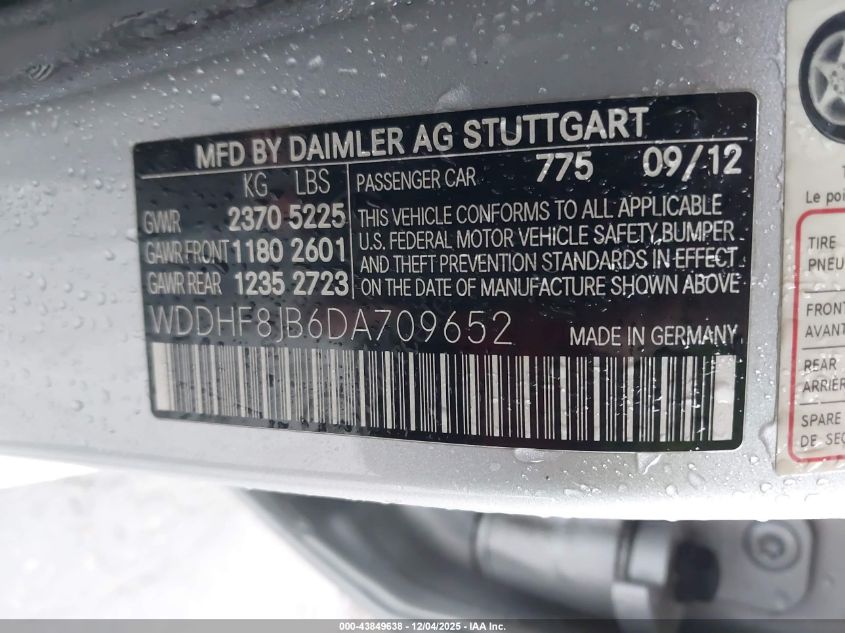 MFD BY DAIMLER AG STUTTGART
KG LBS
GVWR 2370 5225
GAWR FRONT 1180 2601
GAWR REAR 1235 2723
PASSENGER CAR 775 09/12
THIS VEHICLE CONFORMS TO ALL APPLICABLE
U.S. FEDERAL MOTOR VEHICLE SAFETY,BUMPER
AND THEFT PREVENTION STANDARDS IN EFFECT
ON THE DATE OF MANUFACTURE SHOWN ABOVE.
WDDHF8JB6DA709652
MADE IN GERMANY
Le poi
TIRE
PNEU
FRONT
AVANT
REAR
ARRIÈR
SPARE
DE SEC
000-43849638 - 12/04/2025 - IAA Inc.